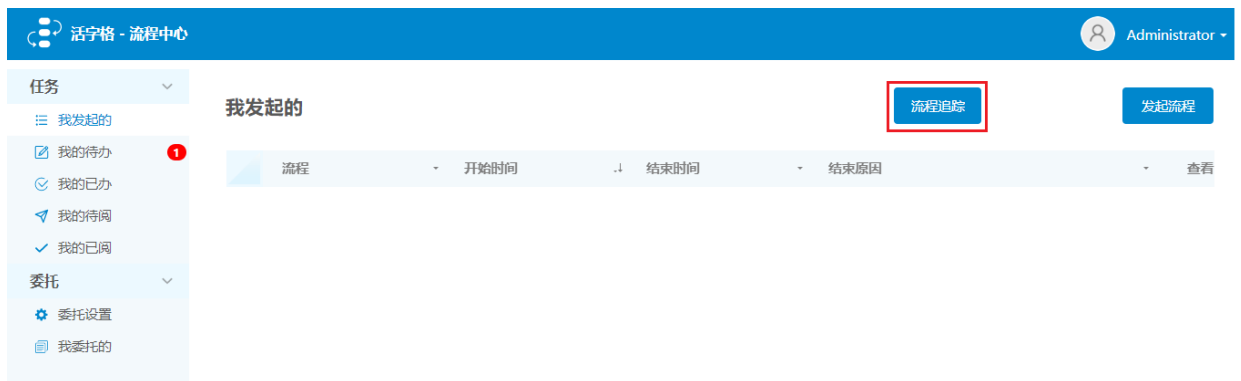 活字格 - 流程中心
Administrator
任务
我发起的
我的待办 1
我的已办
我的待阅
我的已阅
委托
委托设置
我委托的
我发起的 流程追踪 发起流程
流程 开始时间 结束时间 结束原因 查看